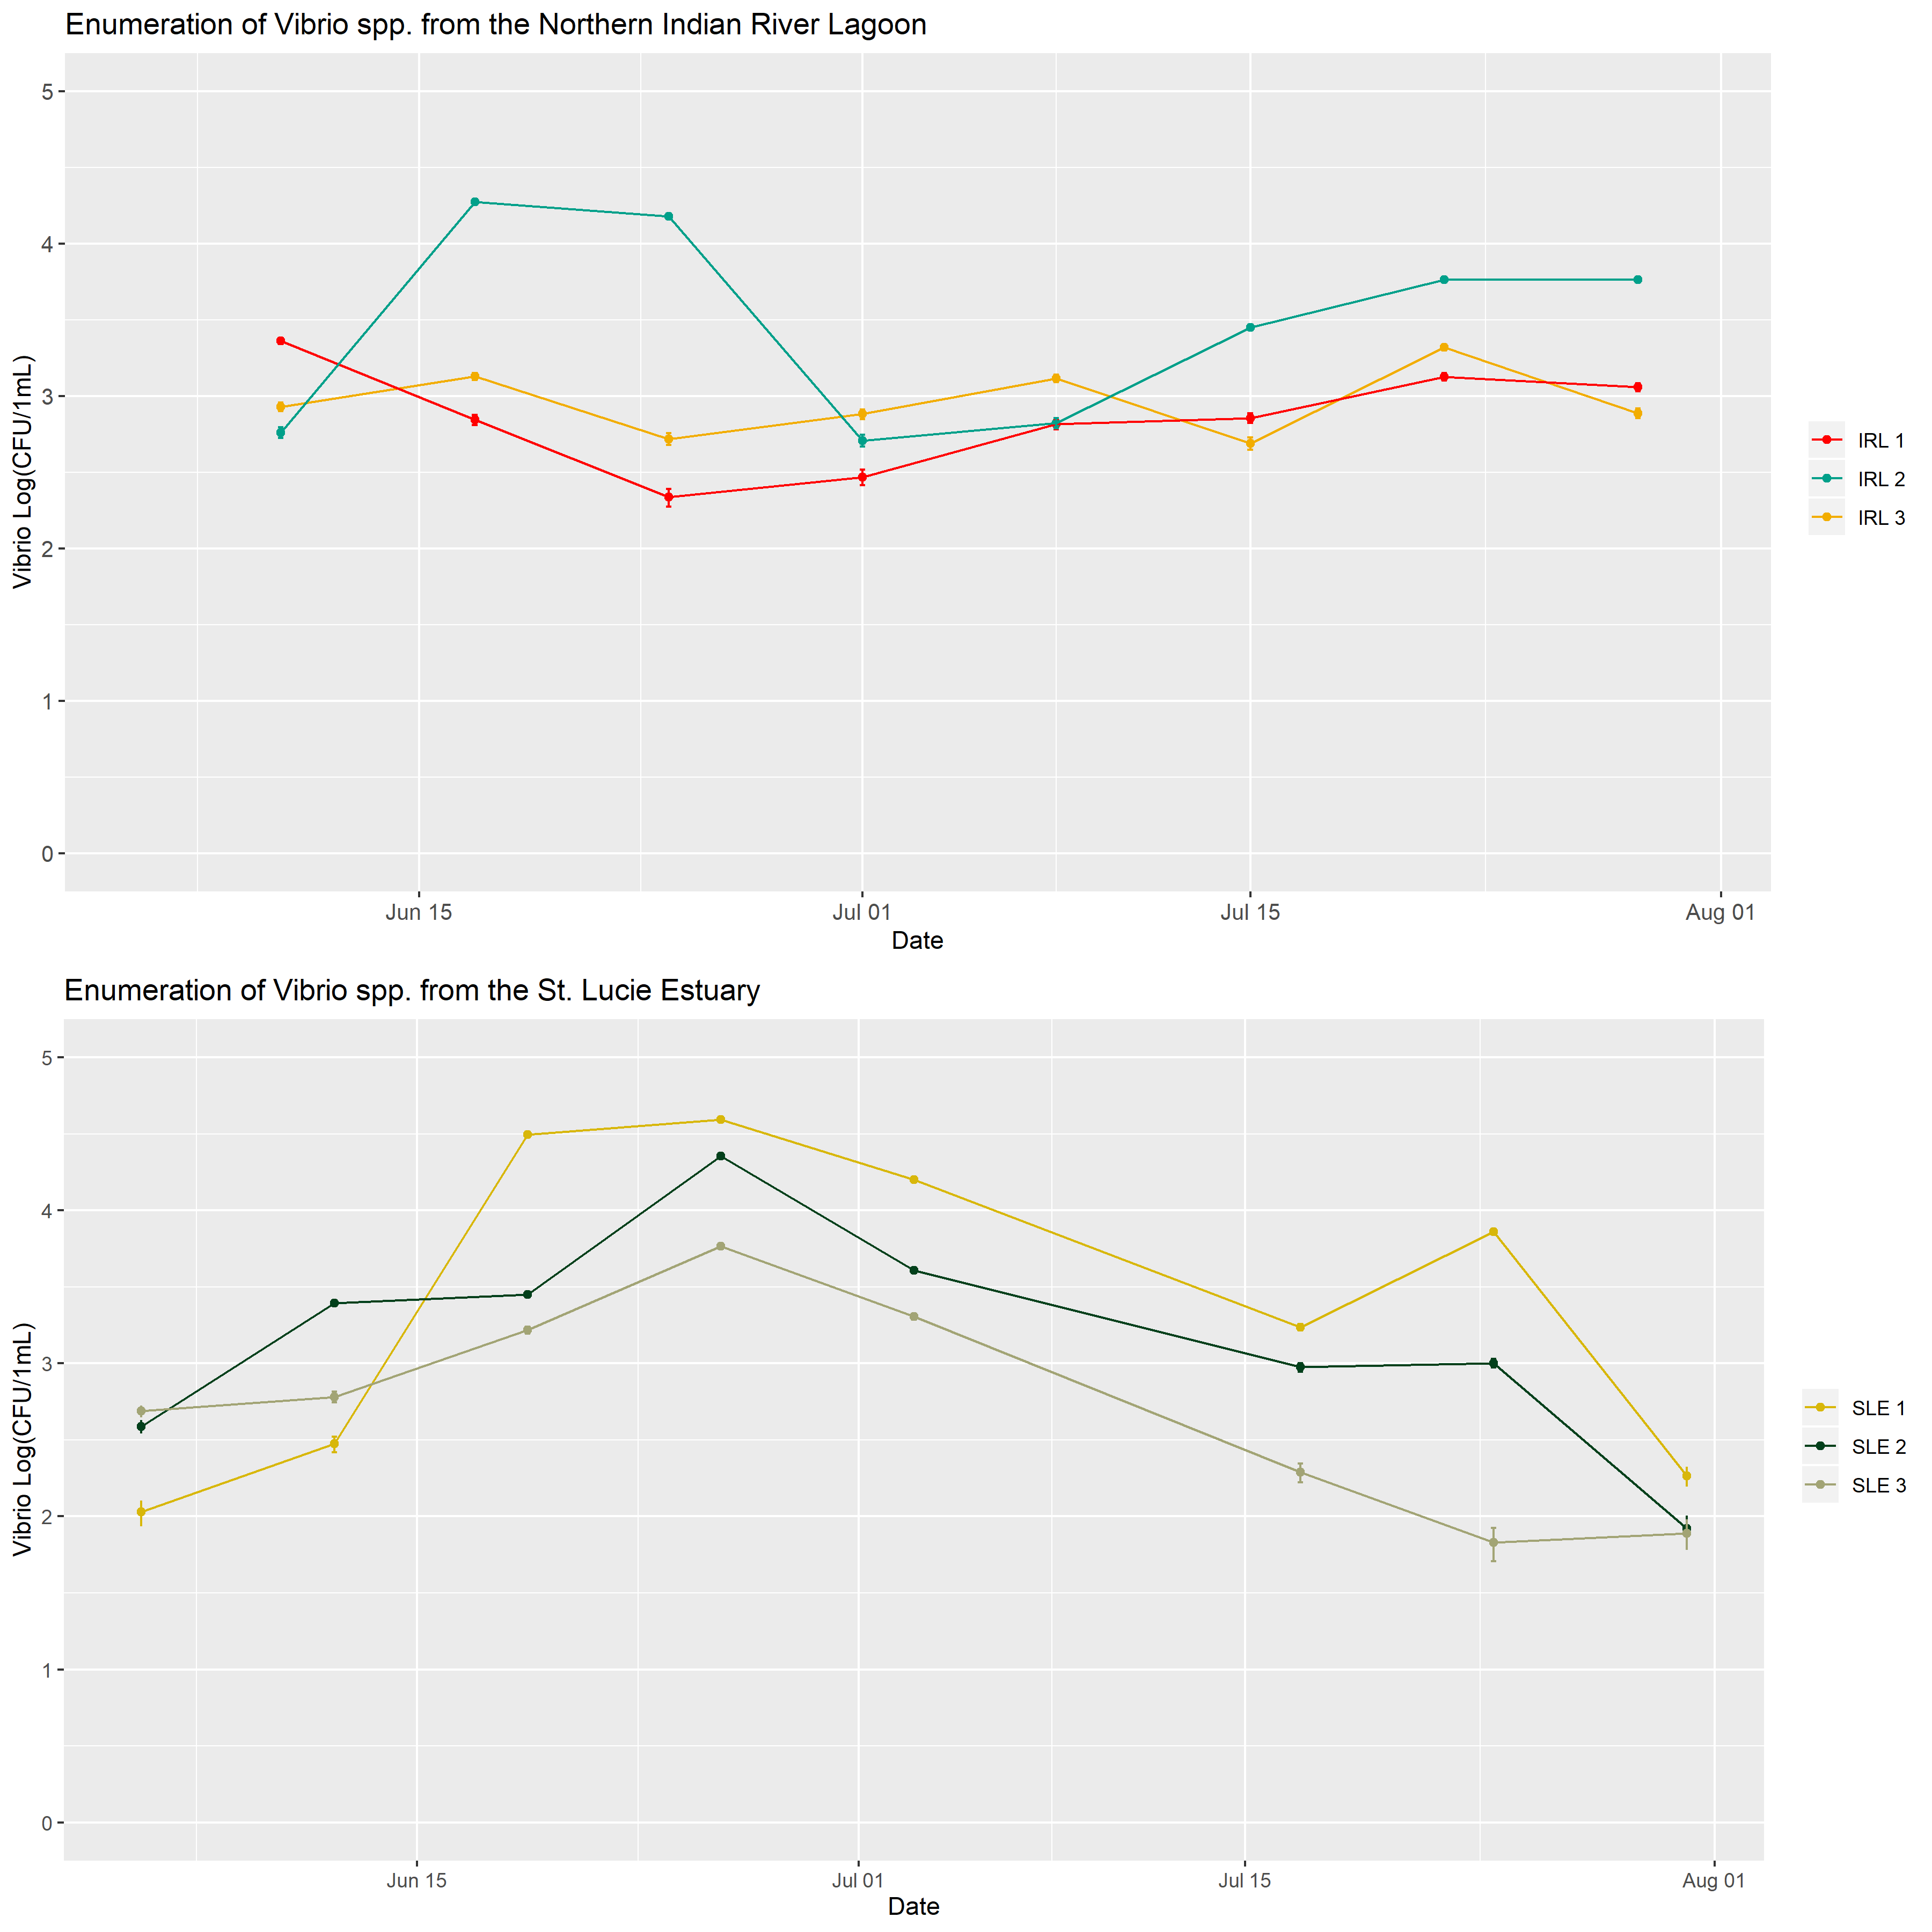 Enumeration of Vibrio spp. from the Northern Indian River Lagoon
Vibrio Log(CFU/1mL)
5
4
3
2
1
0
Jun 15 Jul 01 Jul 15 Aug 01
Date
IRL 1
IRL 2
IRL 3
Enumeration of Vibrio spp. from the St. Lucie Estuary
Vibrio Log(CFU/1mL)
5
4
3
2
1
0
Jun 15 Jul 01 Jul 15 Aug 01
Date
SLE 1
SLE 2
SLE 3